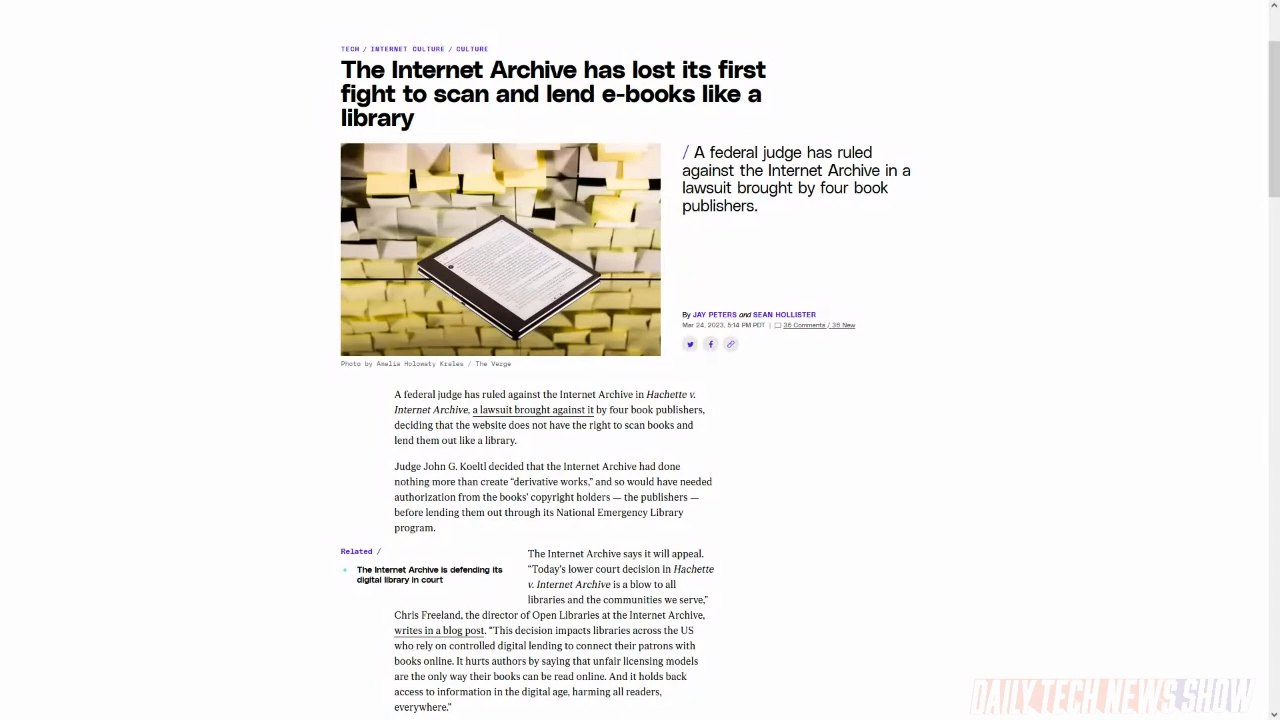 TECH / INTERNET CULTURE / CULTURE
The Internet Archive has lost its first
fight to scan and lend e-books like a
library
/ A federal judge has ruled
against the Internet Archive in a
lawsuit brought by four book
publishers.
By JAY PETERS and SEAN HOLLISTER
Mar 24, 2023, 5:14 PM PDT | 36 Comments / 36 New
Photo by Amelia Holowaty Krales / The Verge
A federal judge has ruled against the Internet Archive in Hachette v.
Internet Archive, a lawsuit brought against it by four book publishers,
deciding that the website does not have the right to scan books and
lend them out like a library.
Judge John G. Koeltl decided that the Internet Archive had done
nothing more than create “derivative works,” and so would have needed
authorization from the books’ copyright holders — the publishers —
before lending them out through its National Emergency Library
program.
Related /
The Internet Archive is defending its
digital library in court
The Internet Archive says it will appeal.
“Today’s lower court decision in Hachette
v. Internet Archive is a blow to all
libraries and the communities we serve,”
Chris Freeland, the director of Open Libraries at the Internet Archive,
writes in a blog post. “This decision impacts libraries across the US
who rely on controlled digital lending to connect their patrons with
books online. It hurts authors by saying that unfair licensing models
are the only way their books can be read online. And it holds back
access to information in the digital age, harming all readers,
everywhere.”
DAILY TECH NEWS SHOW